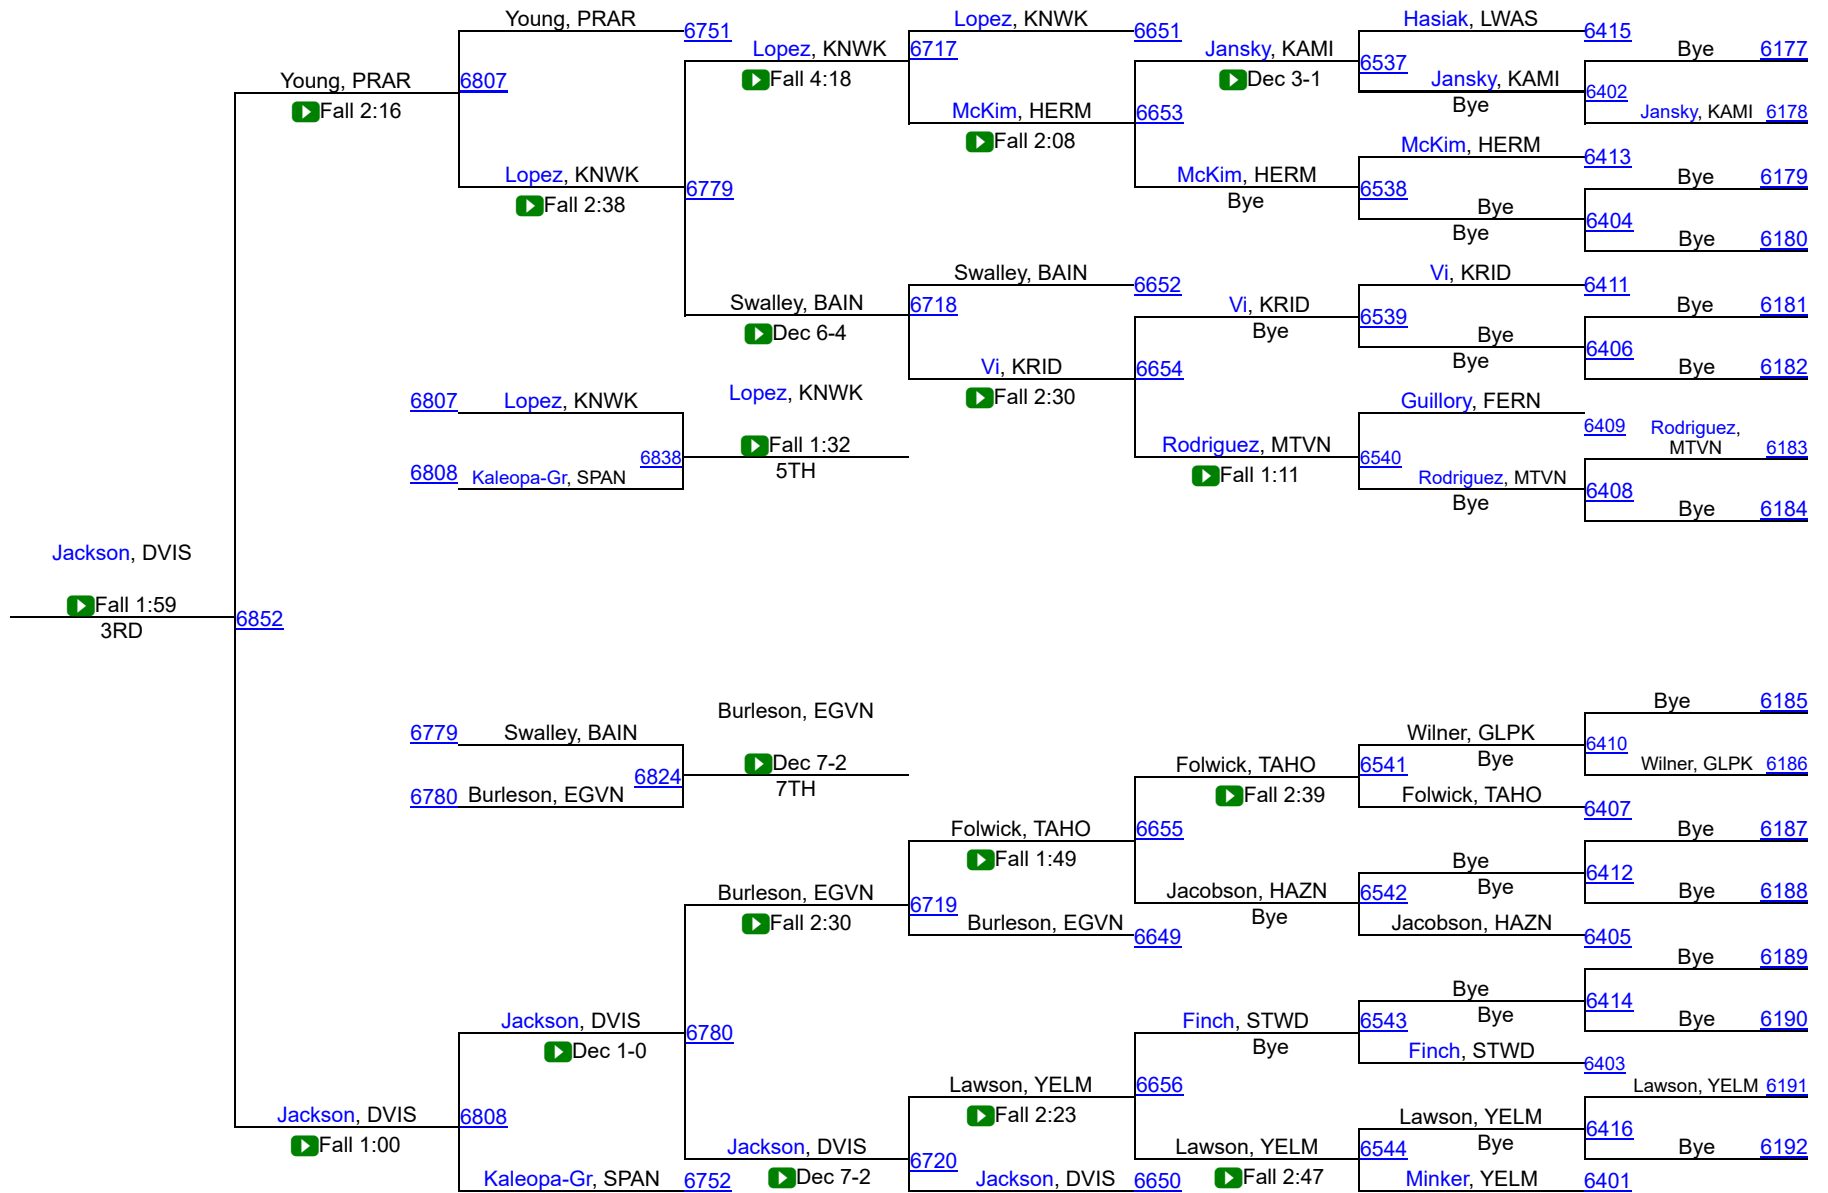 Young, PRAR
6751
Lopez, KNWK
6651
Hasiak, LWAS
6415
Lopez, KNWK
6717
Jansky, KAMI
6537
Bye
6177
Young, PRAR
6807
Fall 4:18
Dec 3-1
Jansky, KAMI
Bye
6402
Jansky, KAMI
6178
Fall 2:16
McKim, HERM
6653
Fall 2:08
McKim, HERM
6413
Lopez, KNWK
6779
McKim, HERM
Bye
6538
Bye
6179
Fall 2:38
Bye
Bye
6404
Bye
6180
Swalley, BAIN
6652
Vi, KRID
6411
Swalley, BAIN
6718
Vi, KRID
Bye
6539
Bye
6181
Dec 6-4
Bye
Bye
6406
Vi, KRID
6654
Bye
6182
Fall 2:30
6807
Lopez, KNWK
Lopez, KNWK
Guillory, FERN
6409
Rodriguez,
MTVN
6183
Fall 1:32
5TH
6838
Rodriguez, MTVN
6540
Fall 1:11
6808
Kaleopa-Gr, SPAN
Rodriguez, MTVN
Bye
6408
Bye
6184
Jackson, DVIS
Fall 1:59
3RD
6852
Burleson, EGVN
Bye
6185
6779
Swalley, BAIN
Wilner, GLPK
Bye
6410
Dec 7-2
7TH
6824
Folwick, TAHO
6541
Wilner, GLPK
6186
6780
Burleson, EGVN
Fall 2:39
Folwick, TAHO
6407
Folwick, TAHO
6655
Bye
6187
Fall 1:49
Bye
Bye
6412
Burleson, EGVN
6719
Jacobson, HAZN
Bye
6542
Bye
6188
Fall 2:30
Burleson, EGVN
6649
Jacobson, HAZN
6405
Bye
6189
Bye
Bye
6414
Jackson, DVIS
6780
Finch, STWD
Bye
6543
Bye
6190
Dec 1-0
Finch, STWD
6403
Lawson, YELM
6656
Lawson, YELM
6191
Jackson, DVIS
6808
Fall 2:23
Lawson, YELM
Bye
6416
Fall 1:00
Jackson, DVIS
6720
Lawson, YELM
6544
Bye
6192
Kaleopa-Gr, SPAN
6752
Dec 7-2
Jackson, DVIS
6650
Fall 2:47
Minker, YELM
6401